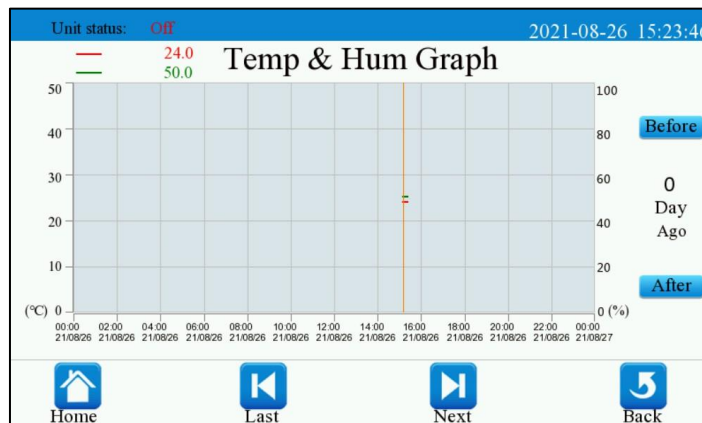 Unit status: Off 2021-08-26 15:23:46
24.0
50.0
Temp & Hum Graph
50 100
40 80
30 60
20 40
10 20
(°C) 0 0 (%)
Before
0
Day
Ago
After
00:00 02:00 04:00 06:00 08:00 10:00 12:00 14:00 16:00 18:00 20:00 22:00 00:00
21/08/26 21/08/26 21/08/26 21/08/26 21/08/26 21/08/26 21/08/26 21/08/26 21/08/26 21/08/26 21/08/26 21/08/26 21/08/27
Home Last Next Back